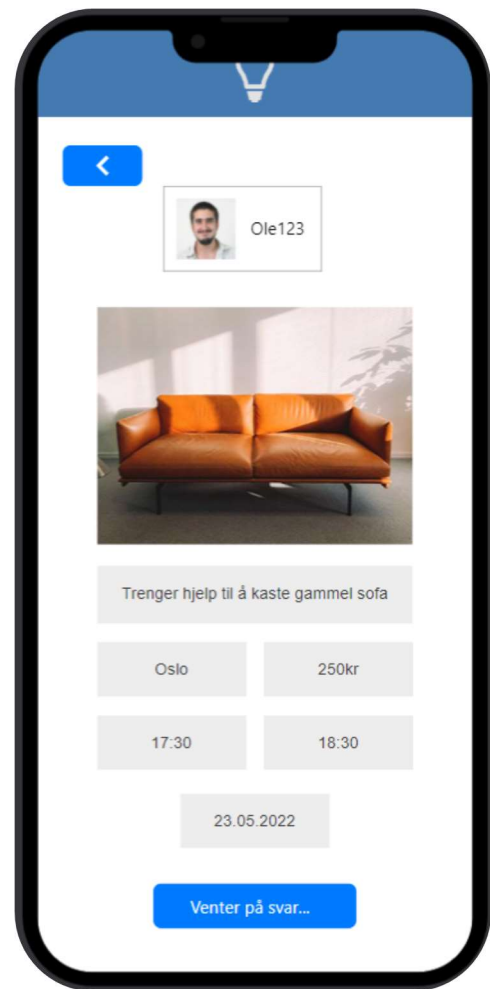 Ole123
Trenger hjelp til å kaste gammel sofa
Oslo
250kr
17:30
18:30
23.05.2022
Venter på svar...